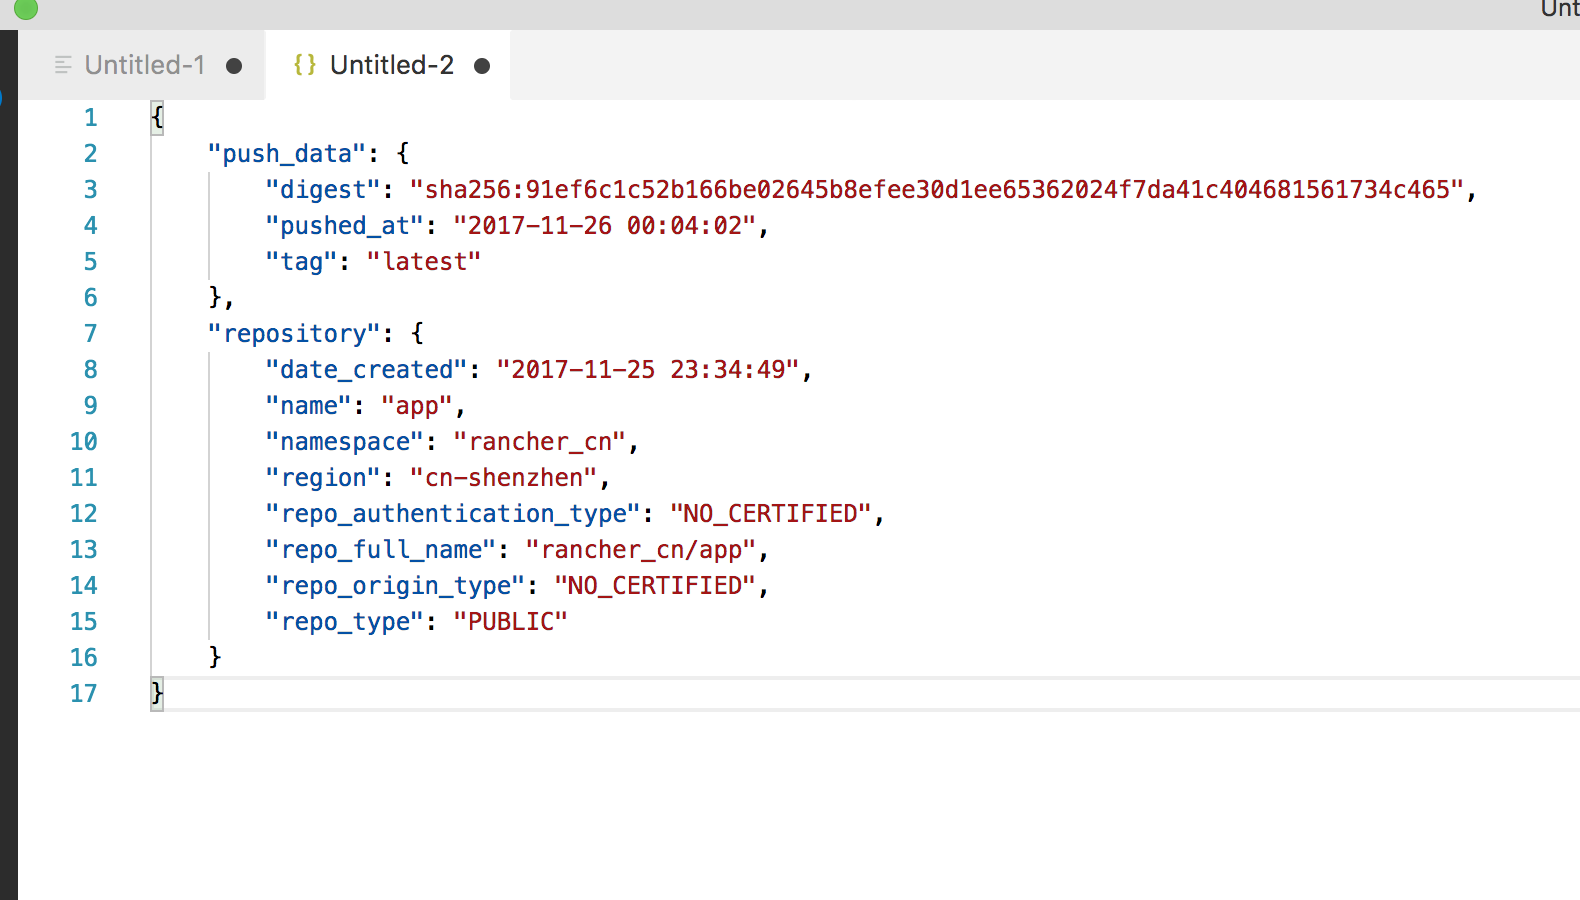 Unt
Untitled-1 Untitled-2
1 {
2 "push_data": {
3 "digest": "sha256:91ef6c1c52b166be02645b8efee30d1ee65362024f7da41c404681561734c465",
4 "pushed_at": "2017-11-26 00:04:02",
5 "tag": "latest"
6 },
7 "repository": {
8 "date_created": "2017-11-25 23:34:49",
9 "name": "app",
10 "namespace": "rancher_cn",
11 "region": "cn-shenzhen",
12 "repo_authentication_type": "NO_CERTIFIED",
13 "repo_full_name": "rancher_cn/app",
14 "repo_origin_type": "NO_CERTIFIED",
15 "repo_type": "PUBLIC"
16 }
17 }